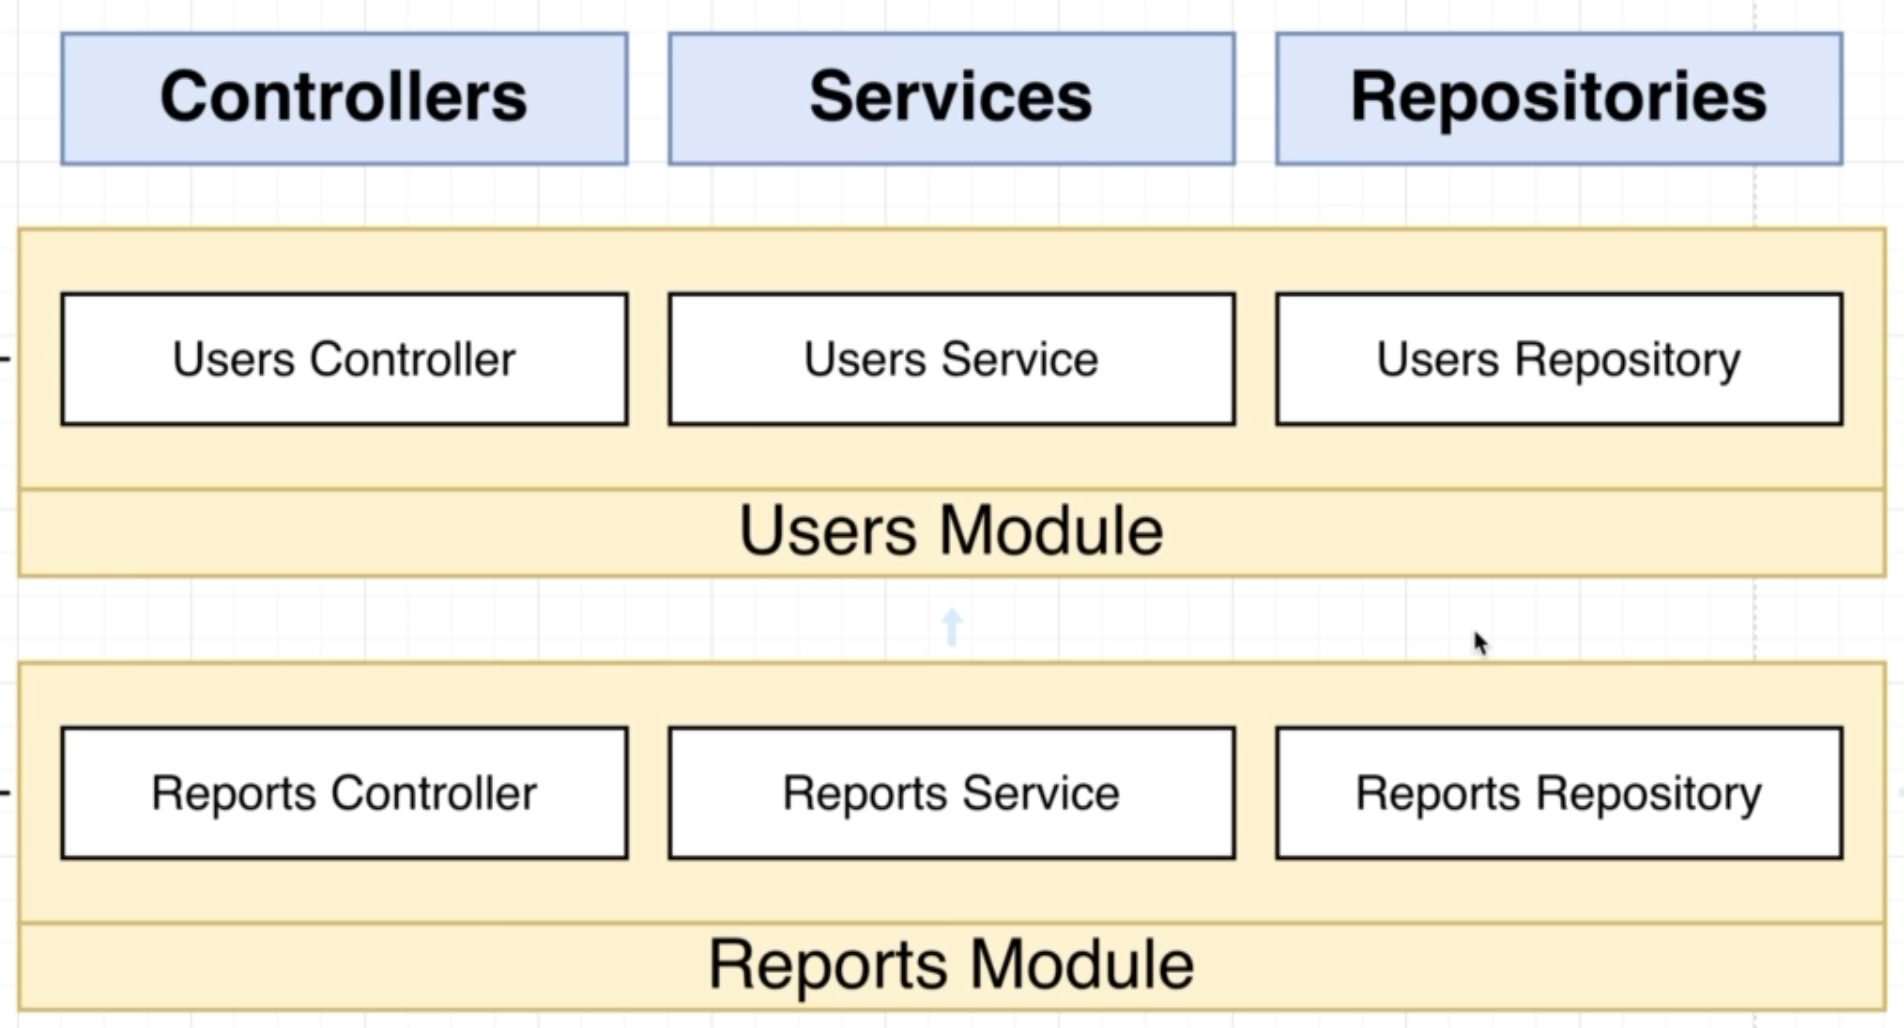 Controllers
Services
Repositories
Users Controller
Users Service
Users Repository
Users Module
Reports Controller
Reports Service
Reports Repository
Reports Module